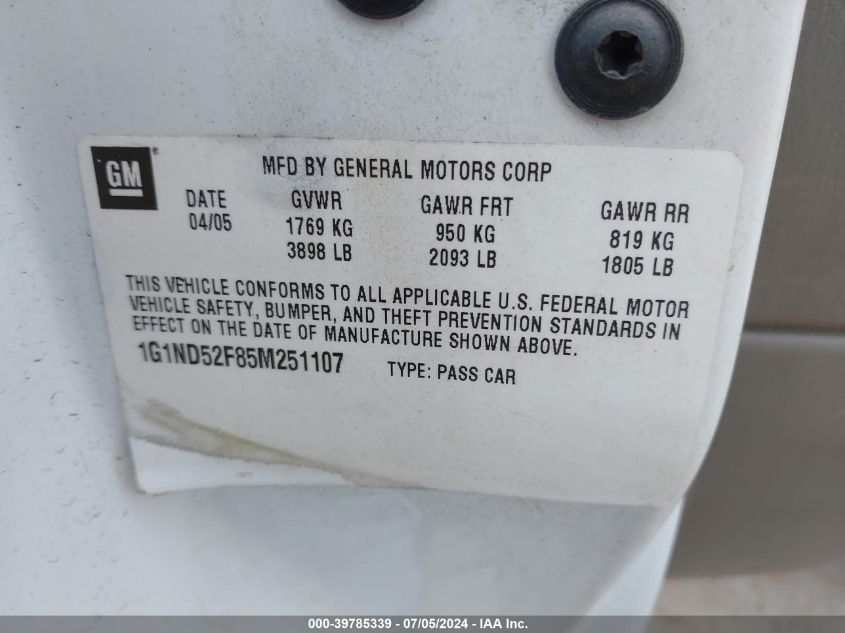 GM ®
MFD BY GENERAL MOTORS CORP
DATE GVWR GAWR FRT GAWR RR
04/05 1769 KG 950 KG 819 KG
3898 LB 2093 LB 1805 LB
THIS VEHICLE CONFORMS TO ALL APPLICABLE U.S. FEDERAL MOTOR
VEHICLE SAFETY, BUMPER, AND THEFT PREVENTION STANDARDS IN
EFFECT ON THE DATE OF MANUFACTURE SHOWN ABOVE.
1G1ND52F85M251107 TYPE: PASS CAR
000-39785339 - 07/05/2024 - IAA Inc.